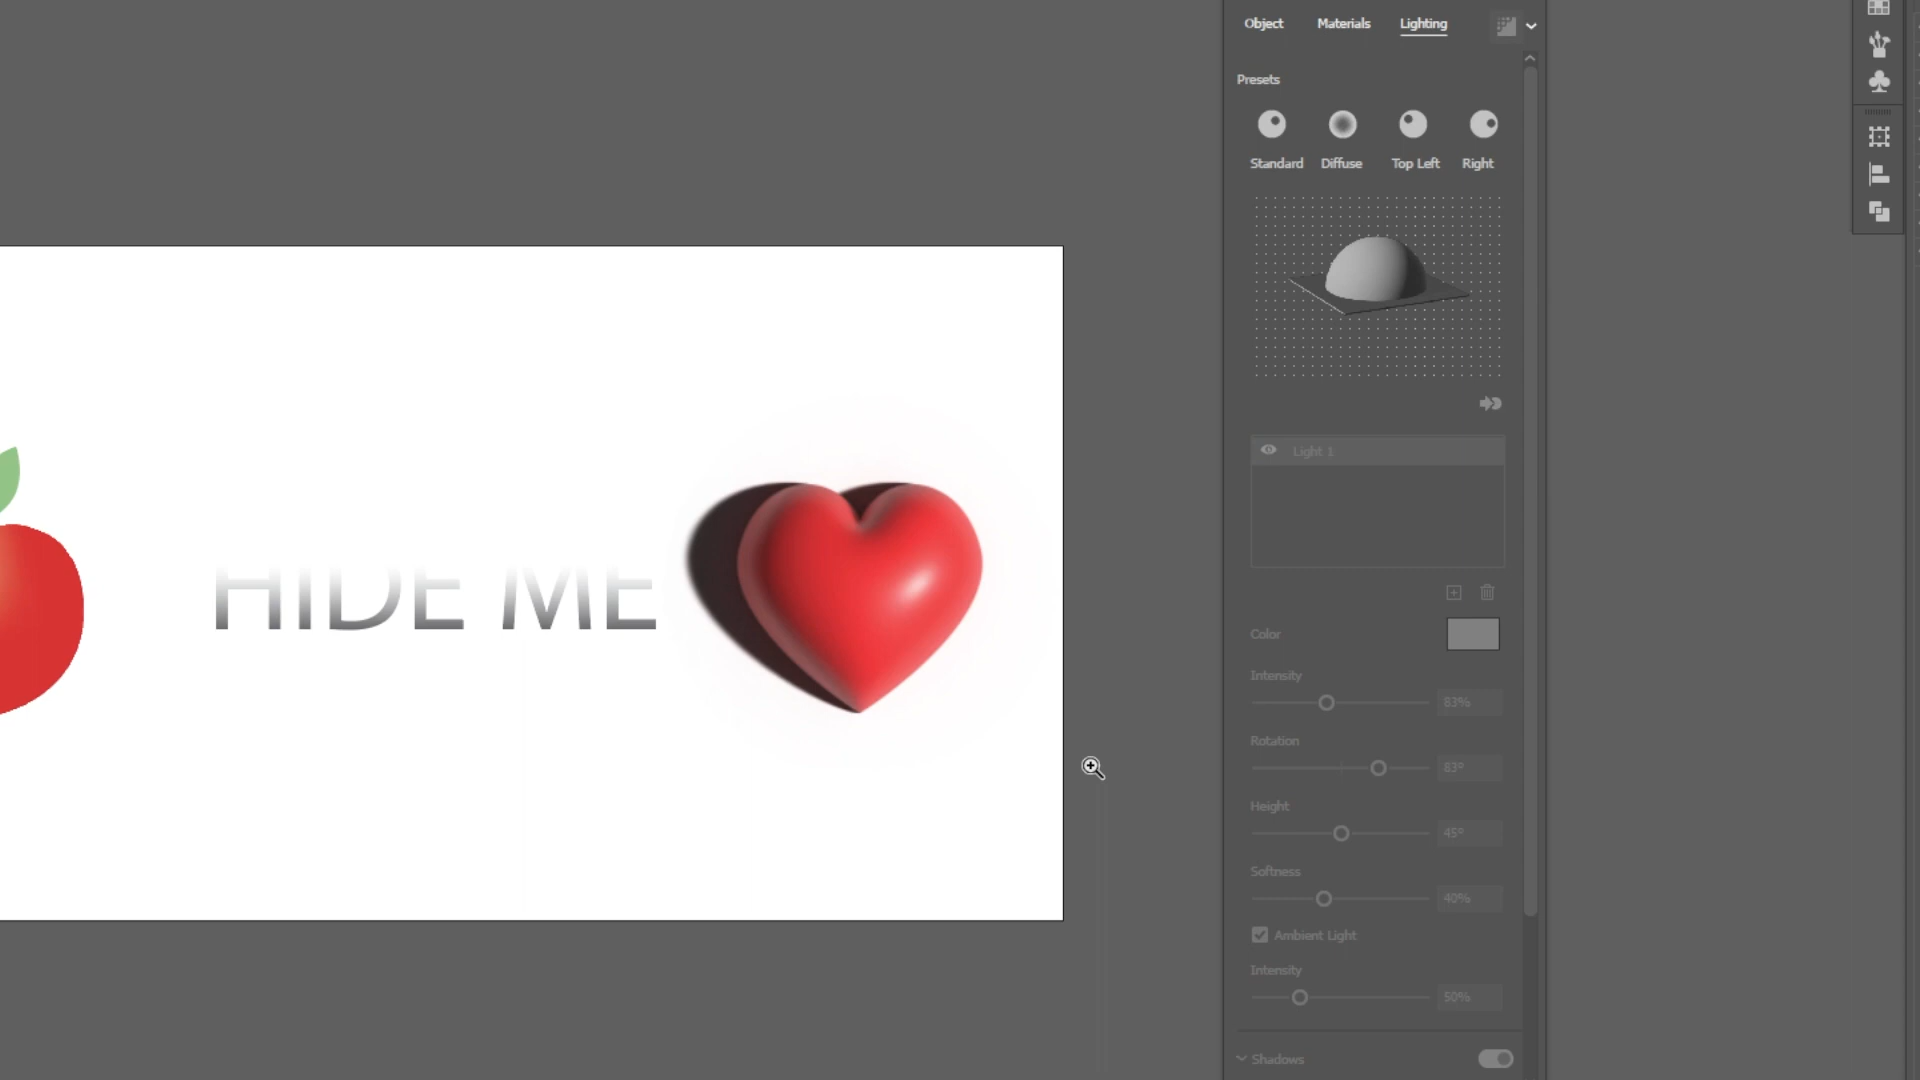 Object Materials Lighting
Presets
Standard Diffuse Top Left Right
HIDE ME
Light 1
Color
Intensity
83%
Rotation
83°
Height
45°
Softness
40%
Ambient Light
Intensity
50%
Shadows